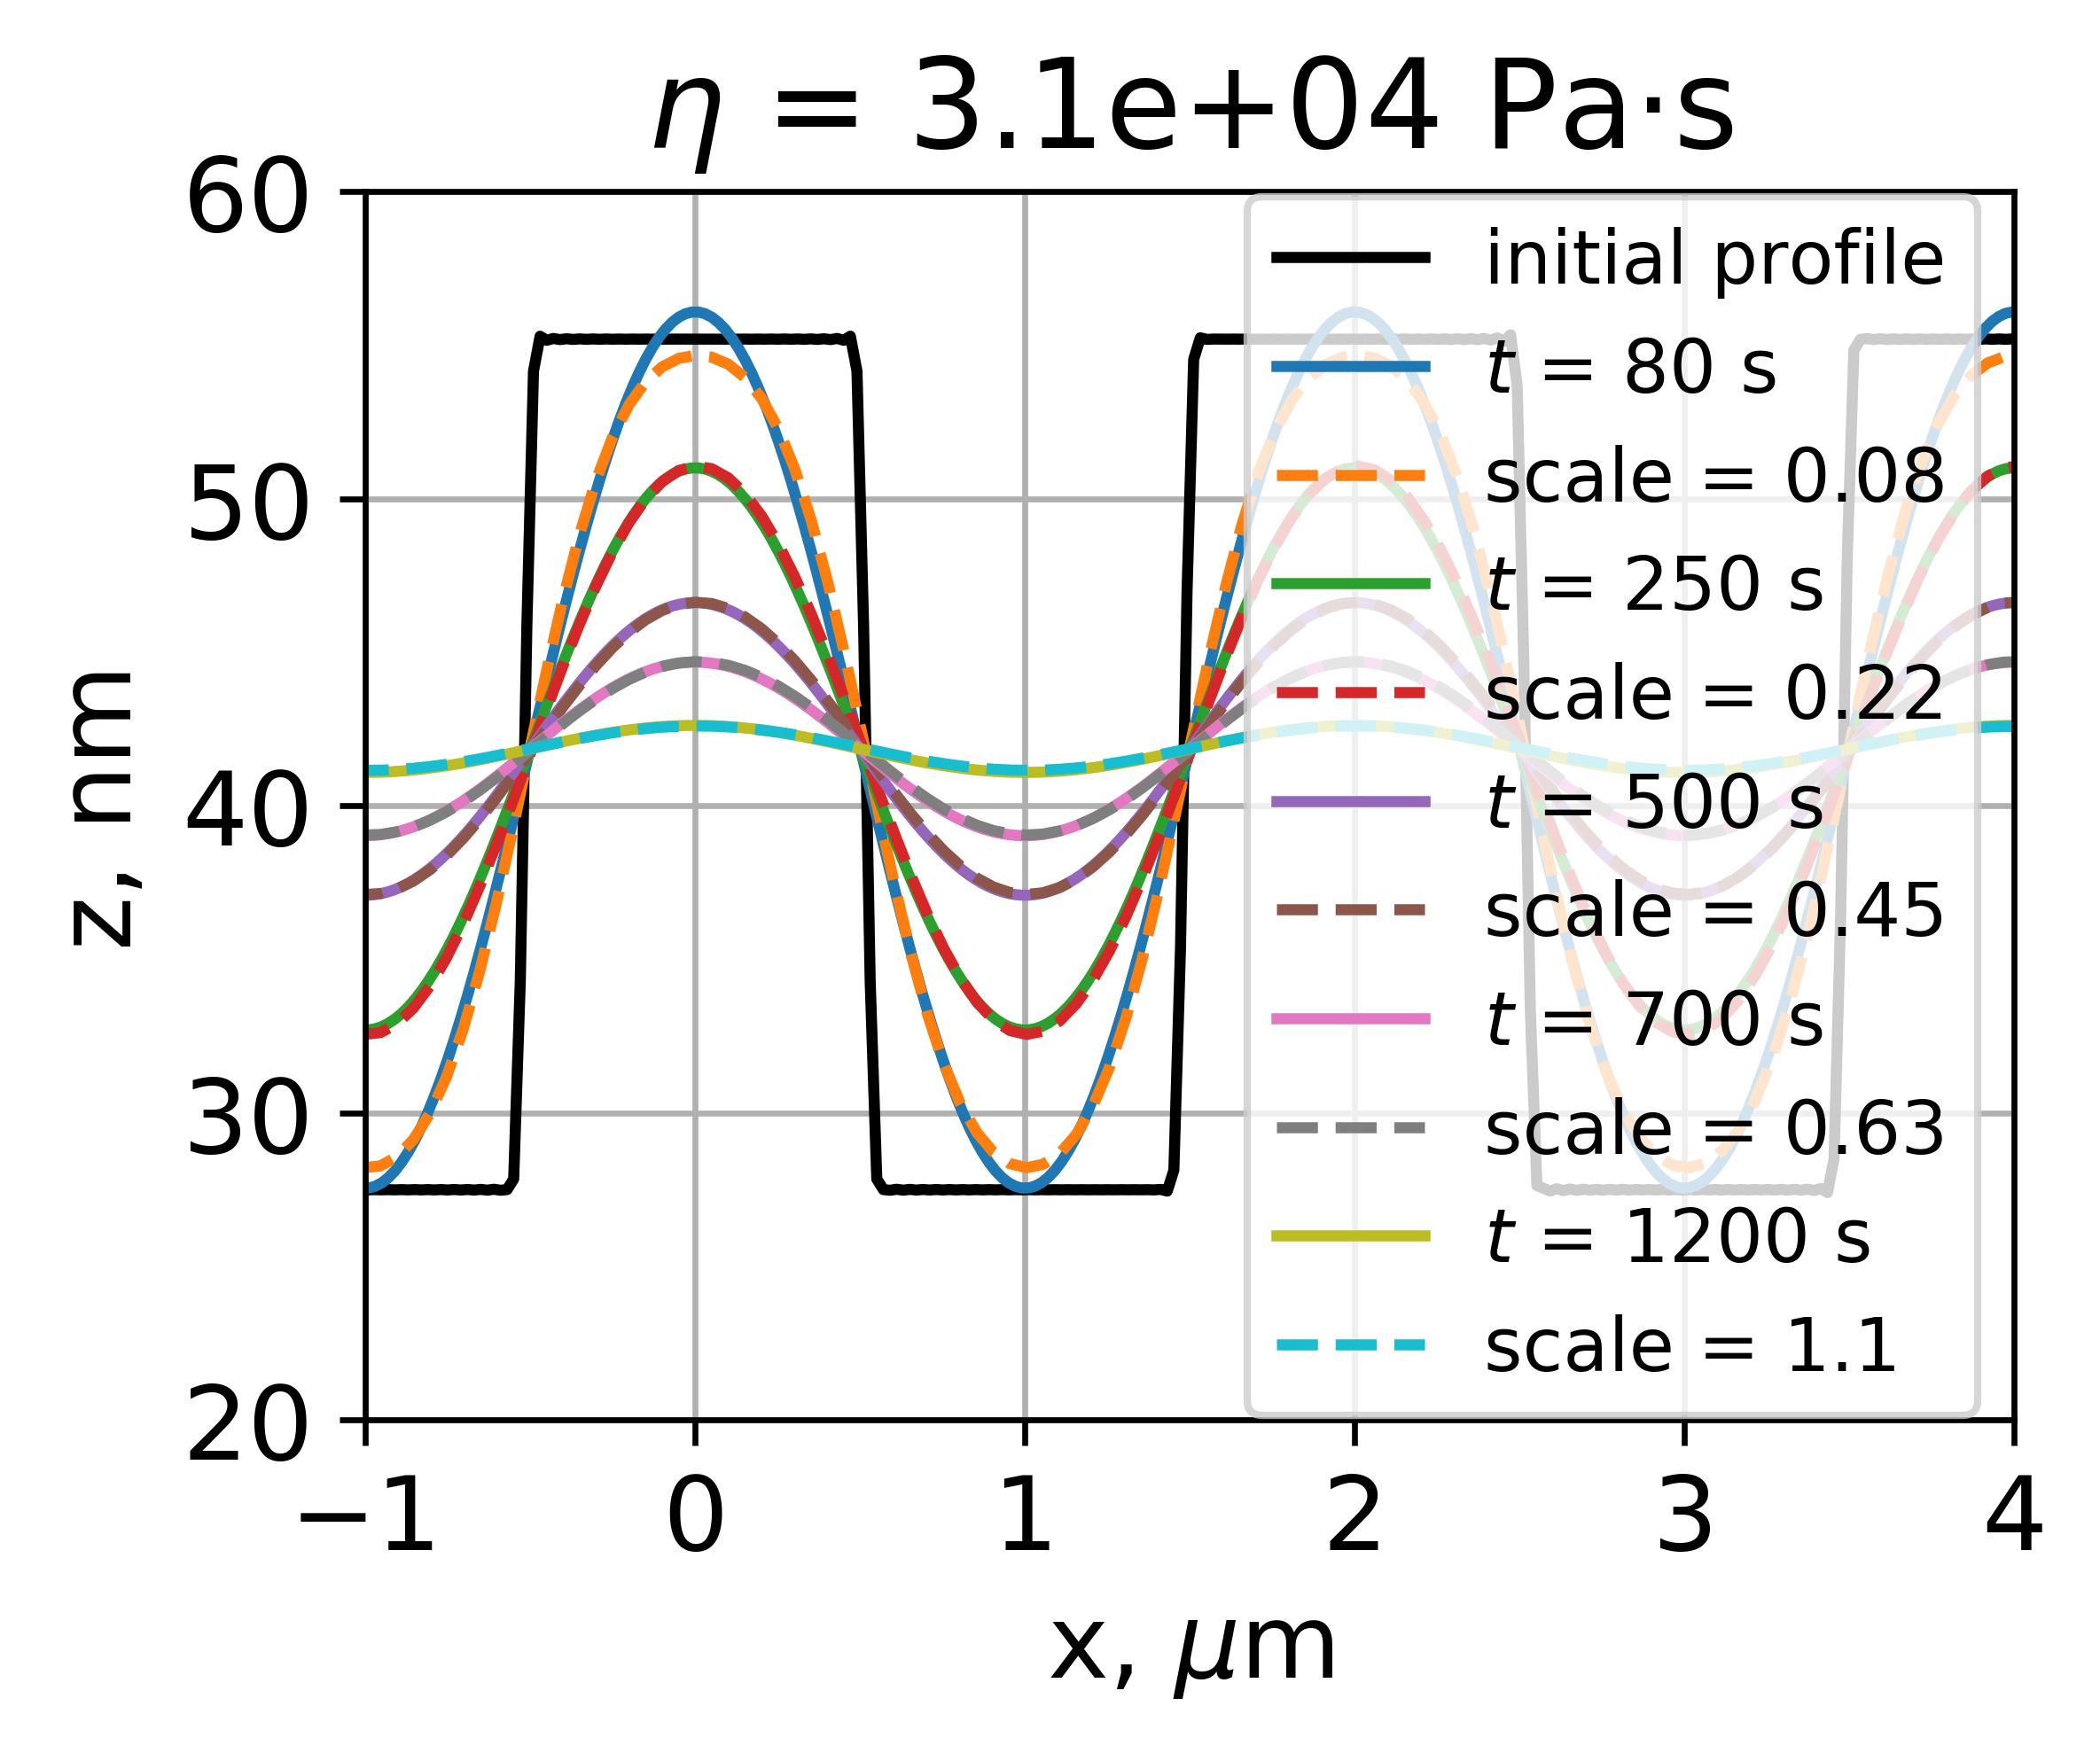 η = 3.1e+04 Pa·s
60
50
40
30
20
z, nm
initial profile
t = 80 s
scale = 0.08
t = 250 s
scale = 0.22
t = 500 s
scale = 0.45
t = 700 s
scale = 0.63
t = 1200 s
scale = 1.1
−1 0 1 2 3 4
x, μm